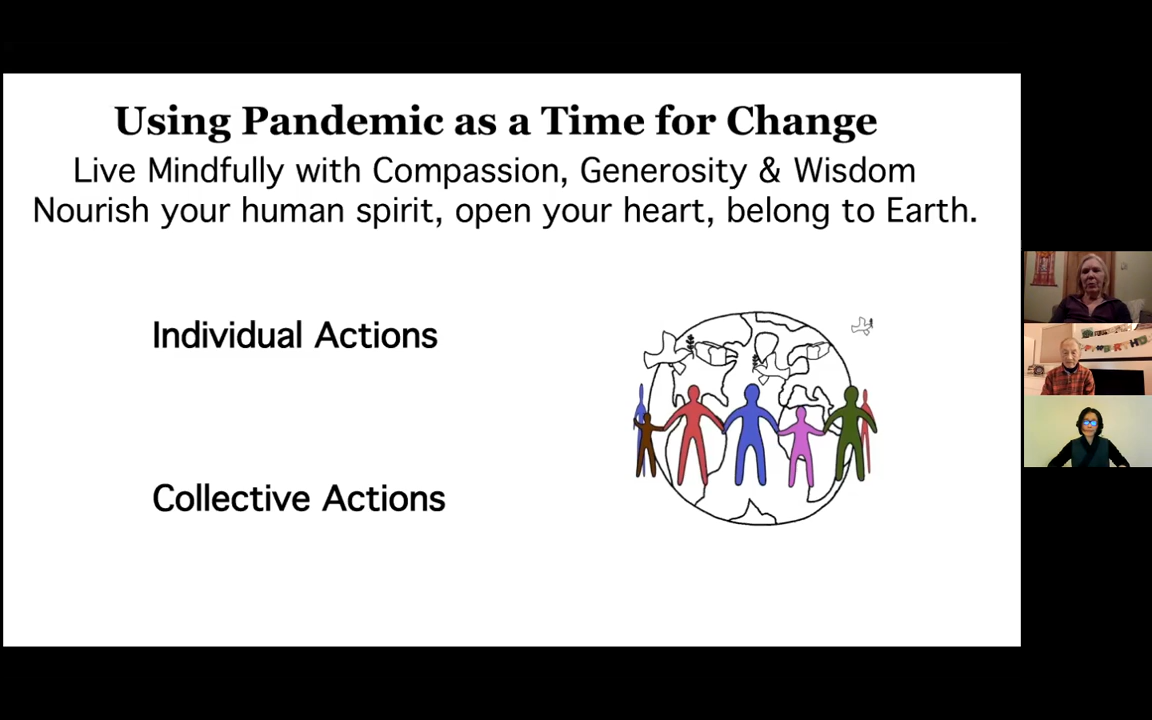 Using Pandemic as a Time for Change
Live Mindfully with Compassion, Generosity & Wisdom
Nourish your human spirit, open your heart, belong to Earth.
Individual Actions
Collective Actions